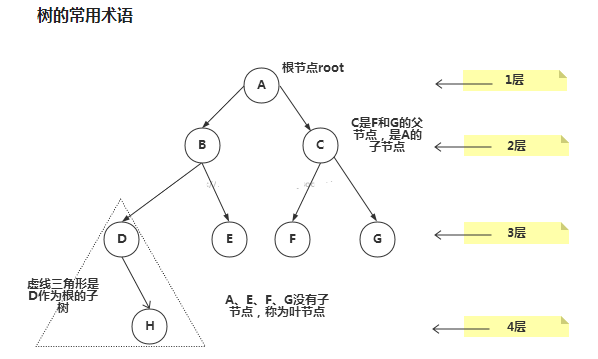 树的常用术语
A
根节点root
1层
B
C
C是F和G的父
节点，是A的
子节点
2层
D
E
F
G
3层
虚线三角形是
D作为根的子
树
H
A、E、F、G没有子
节点，称为叶节点
4层